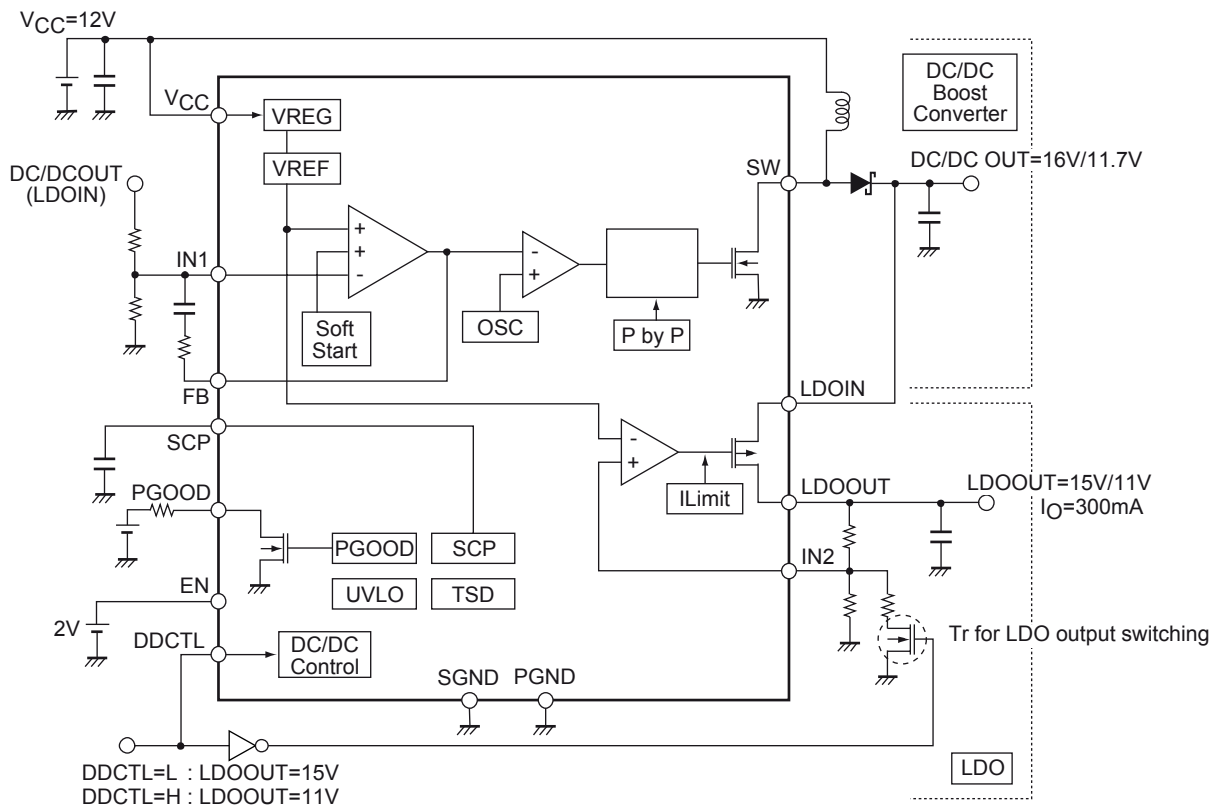 VCC=12V
DC/DC
Boost
Converter
VCC
VREG
VREF
SW
DC/DC OUT=16V/11.7V
DC/DCOUT
(LDOIN)
+
+
-
-
+
IN1
Soft
Start
OSC
P by P
FB
LDOIN
SCP
-
+
ILimit
LDOOUT
LDOOUT=15V/11V
IO=300mA
PGOOD
PGOOD
SCP
IN2
EN
UVLO
TSD
2V
DDCTL
DC/DC
Control
Tr for LDO output switching
SGND
PGND
LDO
DDCTL=L : LDOOUT=15V
DDCTL=H : LDOOUT=11V